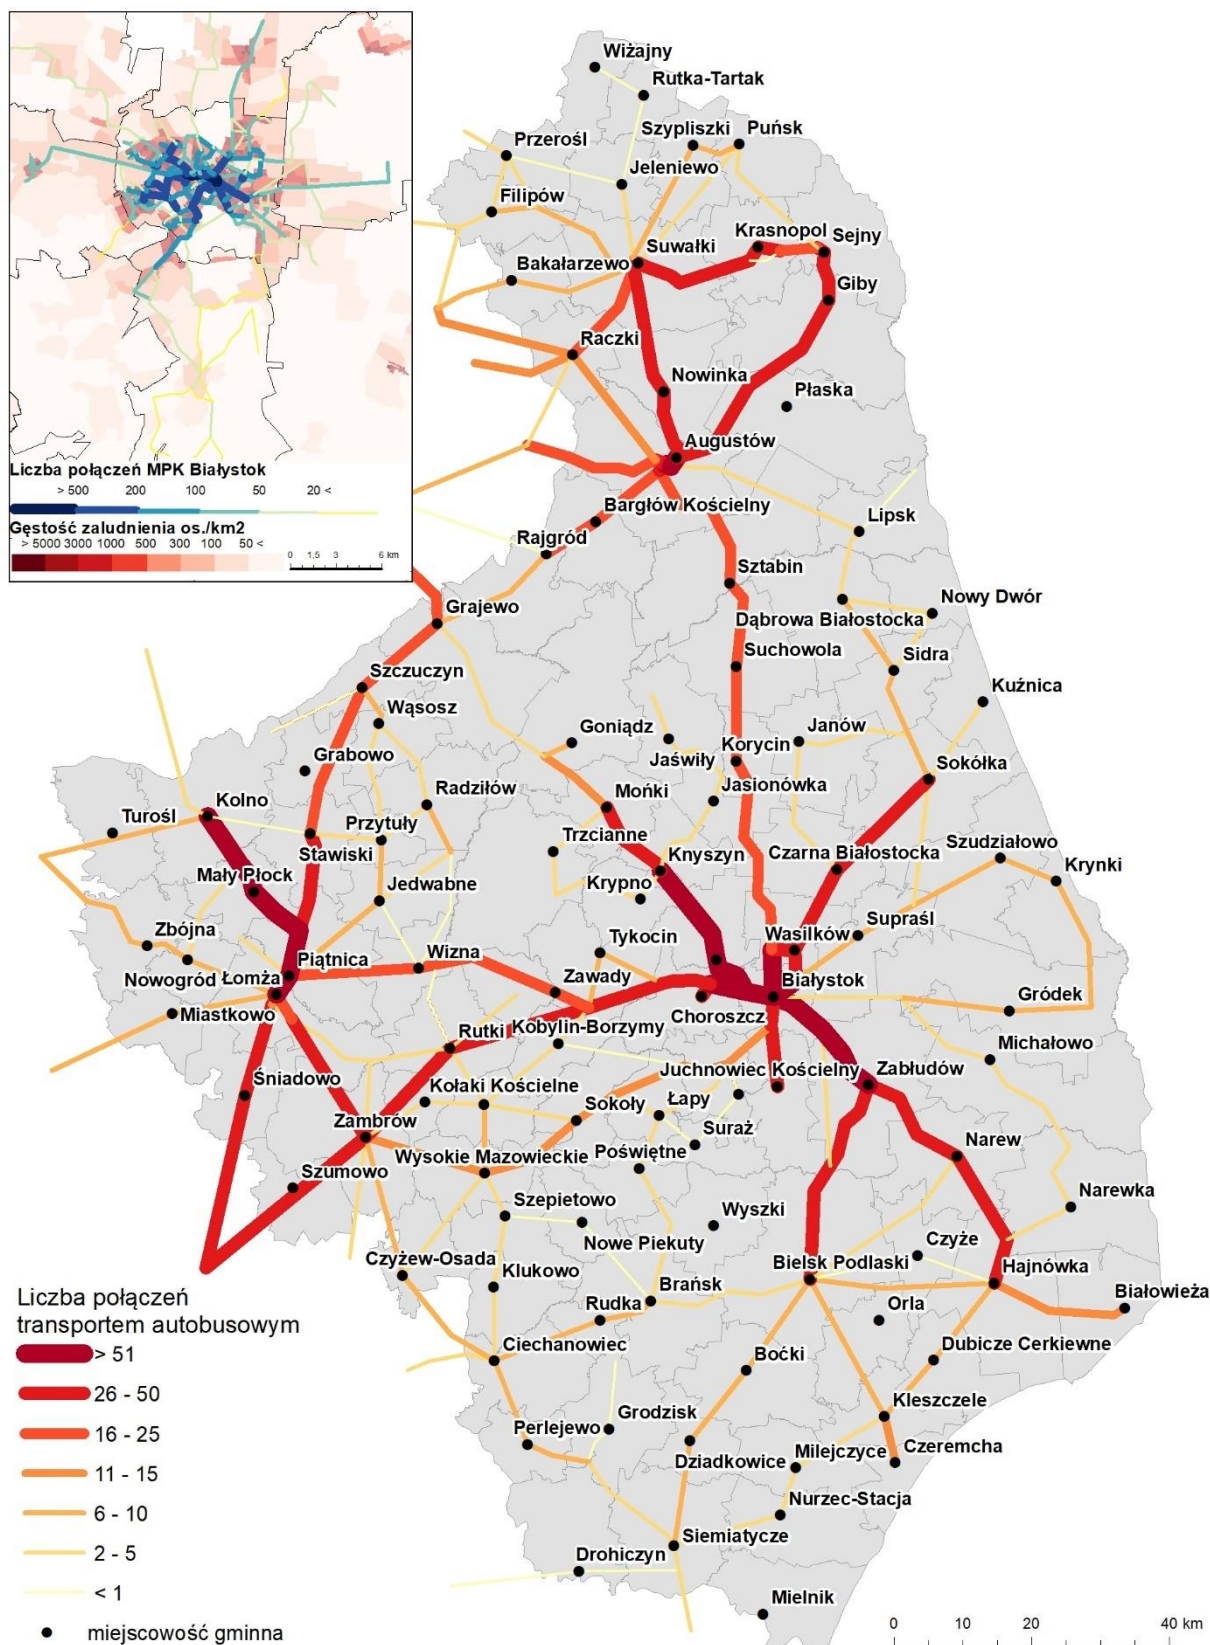 Liczba połączeń MPK Białystok
> 500 200 100 50 20 <
Gęstość zaludnienia os./km2
> 5000 3000 1000 500 300 100 50 <
0 1,5 3 6 km
Wiżajny
Rutka-Tartak
Szypliszki
Puńsk
Przerośl
Jeleniewo
Filipów
Krasnopol
Sejny
Suwałki
Bakałarzewo
Giby
Raczki
Nowinka
Płaska
Augustów
Bargłów Kościelny
Lipsk
Rajgród
Sztabin
Nowy Dwór
Grajewo
Dąbrowa Białostocka
Suchowola
Sidra
Szczuczyn
Kuźnica
Wąsosz
Goniądz
Janów
Korycin
Grabowo
Jaświły
Sokółka
Jasionówka
Radziłów
Mońki
Kolno
Turośl
Przytuły
Trzcianne
Szudziałowo
Stawiski
Knyszyn
Czarna Białostocka
Krynki
Mały Płock
Jedwabne
Krypno
Supraśl
Zbójna
Tykocin
Wasilków
Piątnica
Wizna
Nowogród
Łomża
Zawady
Białystok
Miastkowo
Choroszcz
Gródek
Rutki
Kobylin-Borzymy
Michałowo
Juchnowiec Kościelny
Zabłudów
Śniadowo
Kołaki Kościelne
Sokoły
Łapy
Zambrów
Suraż
Narew
Wysokie Mazowieckie
Poświętne
Szumowo
Szepietowo
Wyszki
Narewka
Nowe Piekuty
Czyże
Czyżew-Osada
Klukowo
Bielsk Podlaski
Hajnówka
Brańsk
Białowieża
Rudka
Orla
Ciechanowiec
Dubicze Cerkiewne
Boćki
Kleszczele
Grodzisk
Perlejewo
Milejczyce
Czeremcha
Dziadkowice
Nurzec-Stacja
Siemiatycze
Drohiczyn
Mielnik
Liczba połączeń
transportem autobusowym
> 51
26 - 50
16 - 25
11 - 15
6 - 10
2 - 5
< 1
miejscowość gminna
0 10 20 40 km